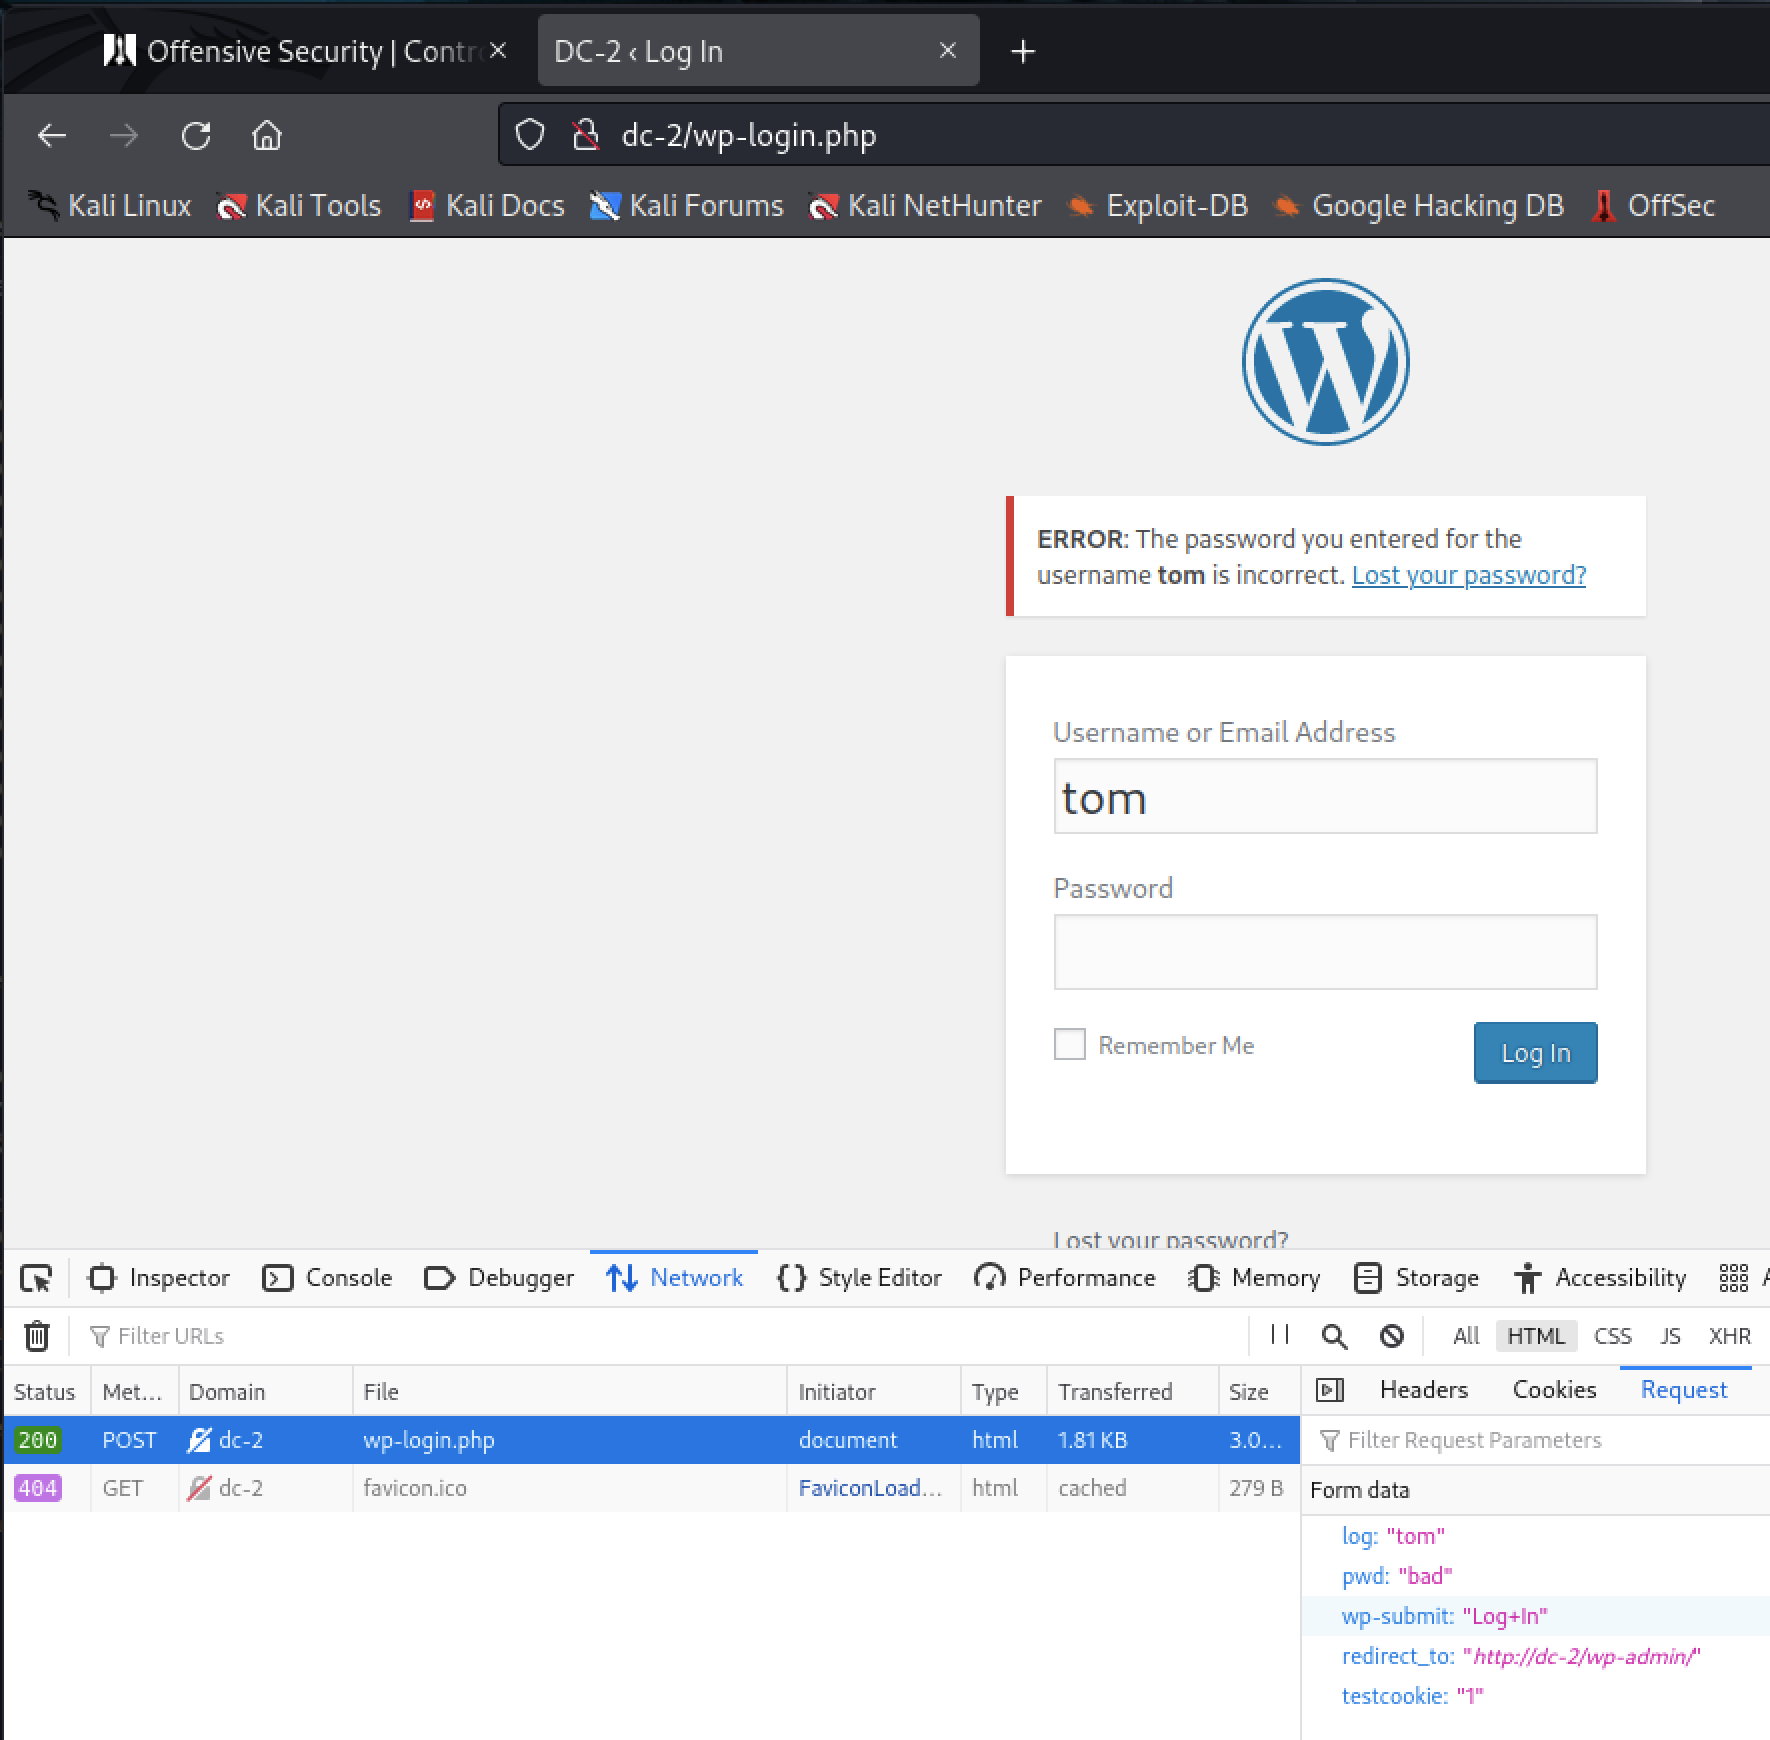 Offensive Security | Contr
DC-2 ‹ Log In
dc-2/wp-login.php
Kali Linux Kali Tools Kali Docs Kali Forums Kali NetHunter Exploit-DB Google Hacking DB OffSec
ERROR: The password you entered for the
username tom is incorrect. Lost your password?
Username or Email Address
tom
Password
Remember Me
Log In
Lost your password?
Inspector Console Debugger Network Style Editor Performance Memory Storage Accessibility
Filter URLs
All HTML CSS JS XHR
Status Met... Domain File Initiator Type Transferred Size
Headers Cookies Request
200 POST dc-2 wp-login.php document html 1.81 KB 3.0...
Filter Request Parameters
404 GET dc-2 favicon.ico FaviconLoad... html cached 279 B
Form data
log: "tom"
pwd: "bad"
wp-submit: "Log+In"
redirect_to: "http://dc-2/wp-admin/"
testcookie: "1"